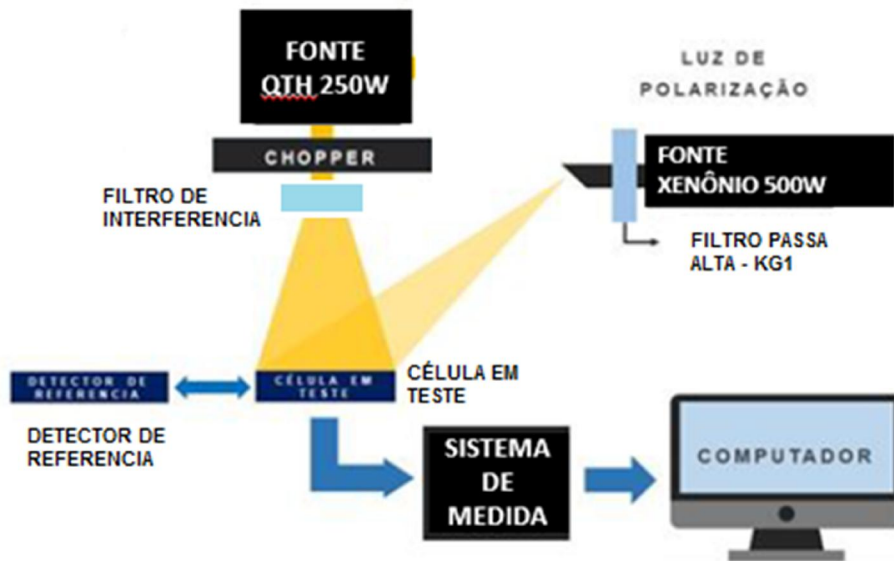 FONTE
QTH 250W
CHOPPER
FILTRO DE
INTERFERENCIA
LUZ DE
POLARIZAÇÃO
FONTE
XENÔNIO 500W
FILTRO PASSA
ALTA - KG1
DETECTOR DE
REFERENCIA
CÉLULA EM
TESTE
CÉLULA EM
TESTE
DETECTOR DE
REFERENCIA
SISTEMA
DE
MEDIDA
COMPUTADOR